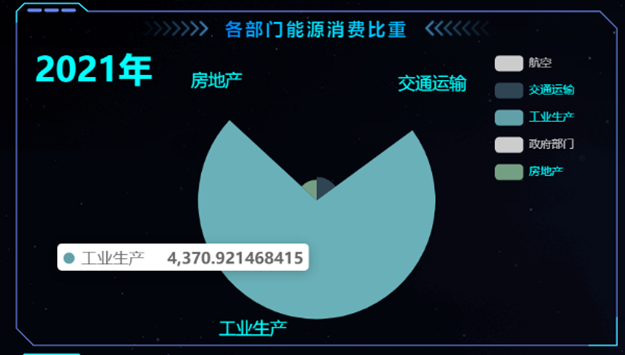 各部门能源消费比重
2021年
房地产
交通运输
航空
交通运输
工业生产
政府部门
房地产
工业生产 4,370.921468415
工业生产